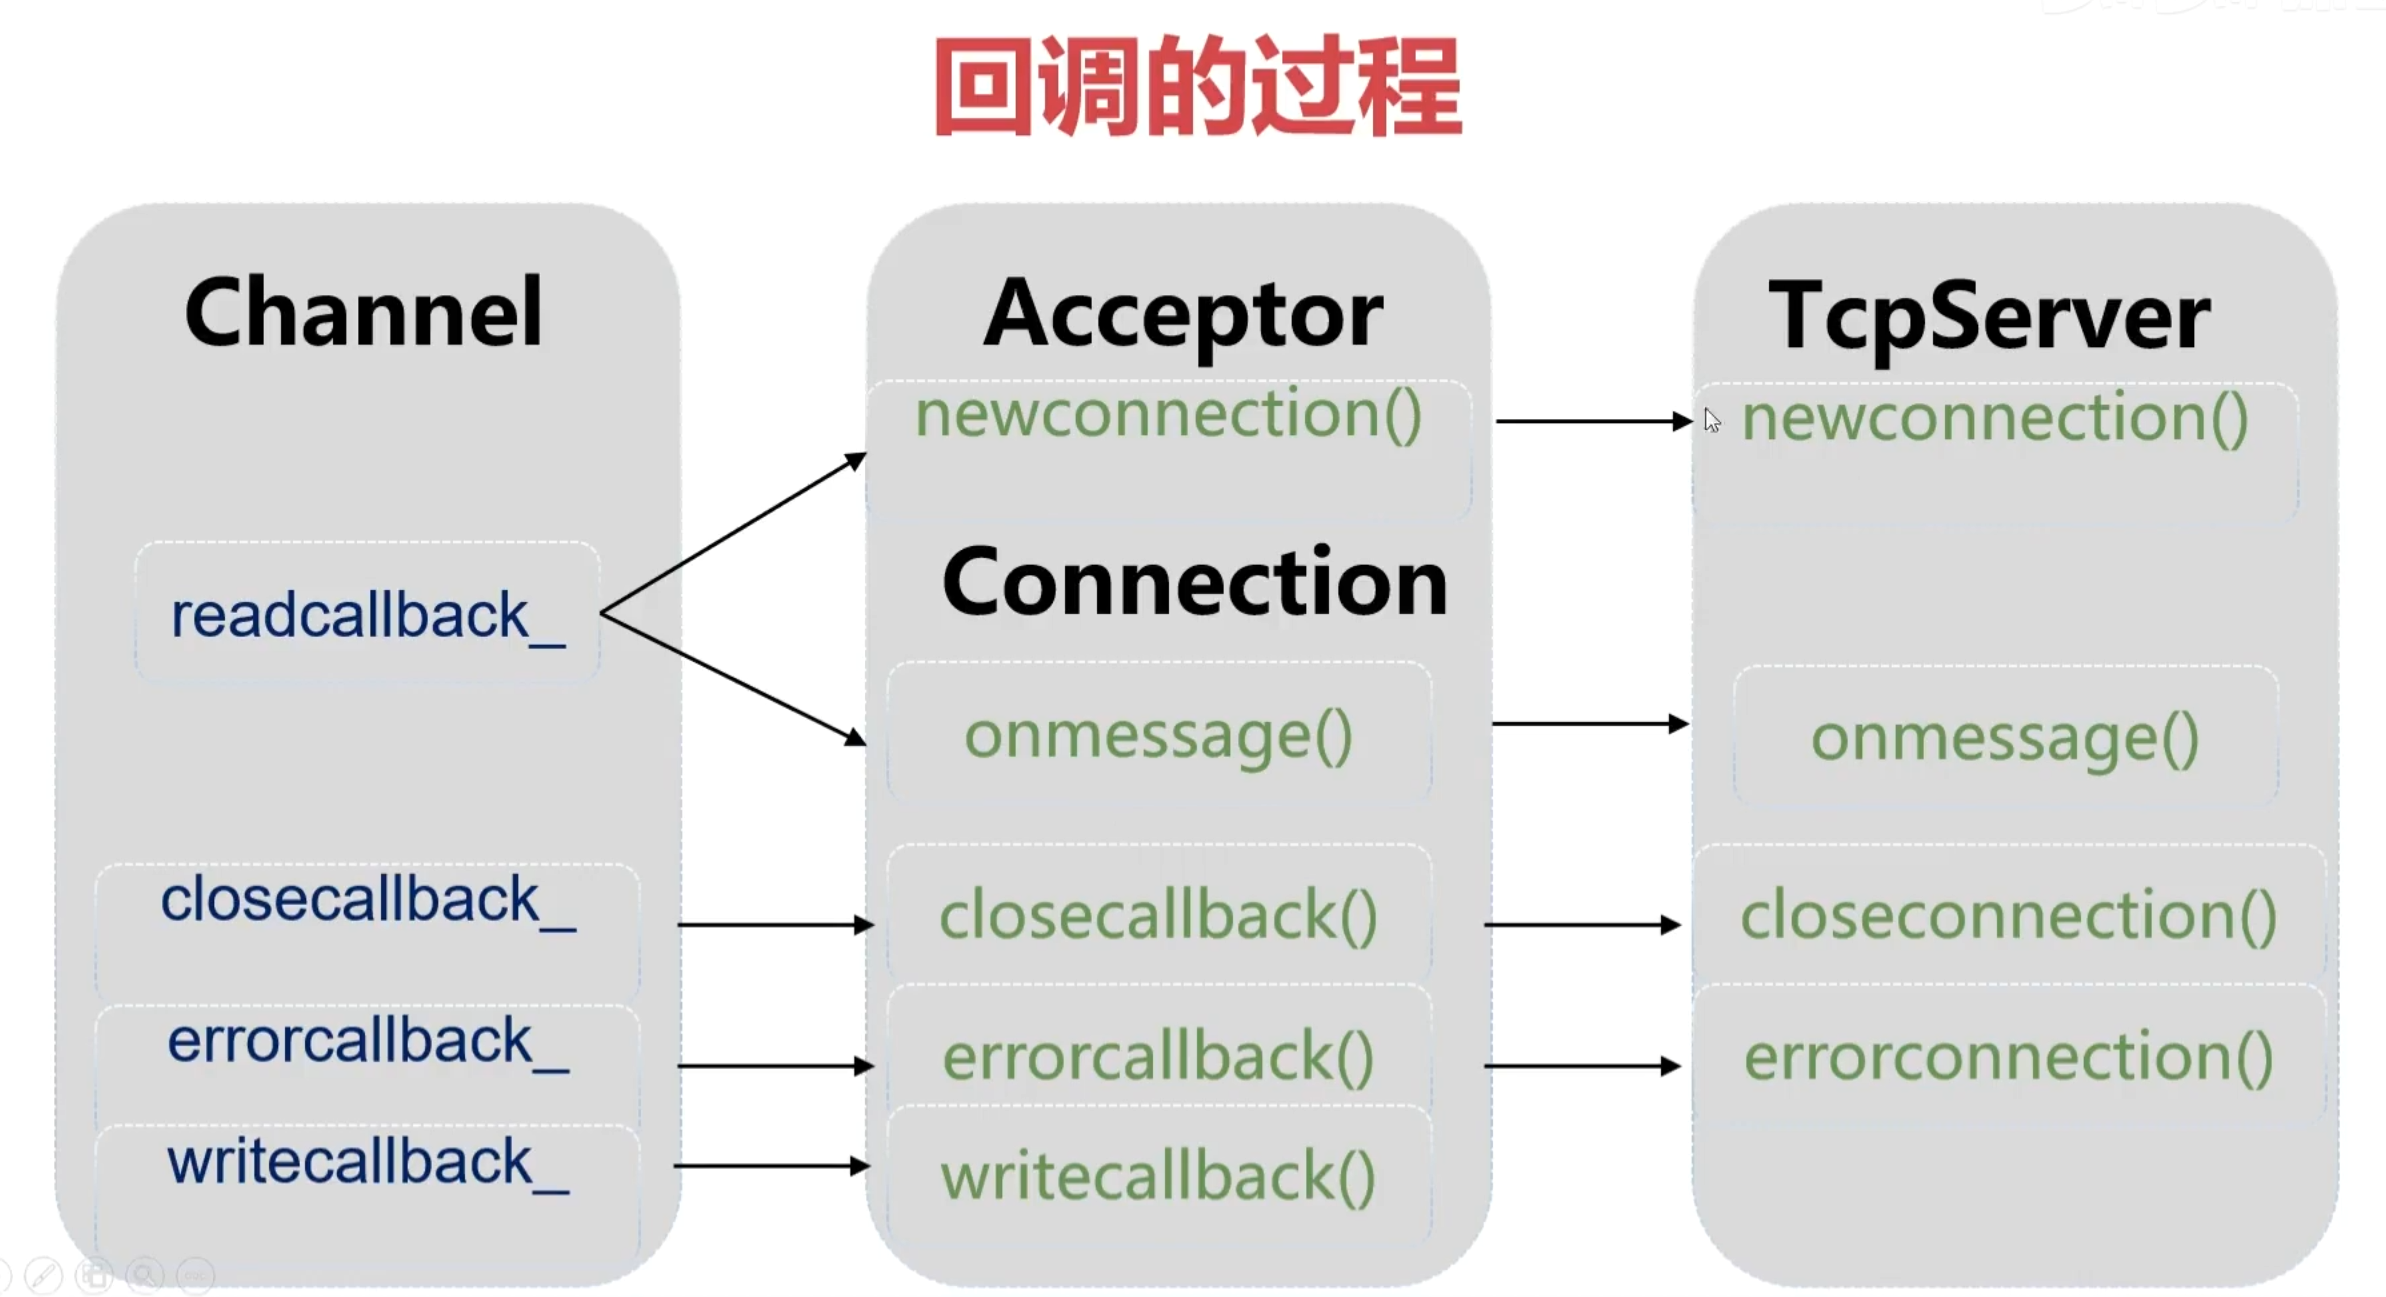 回调的过程
Channel
readcallback_
closecallback_
errorcallback_
writecallback_
Acceptor
newconnection()
Connection
onmessage()
closecallback()
errorcallback()
writecallback()
TcpServer
newconnection()
onmessage()
closeconnection()
errorconnection()